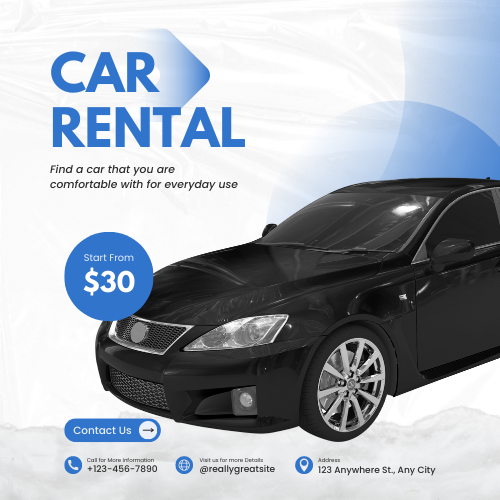 CAR
RENTAL
Find a car that you are
comfortable with for everyday use
Start From
$30
Contact Us
Call for More Information
+123-456-7890
Visit us for more Details
@reallygreatsite
Address
123 Anywhere St., Any City